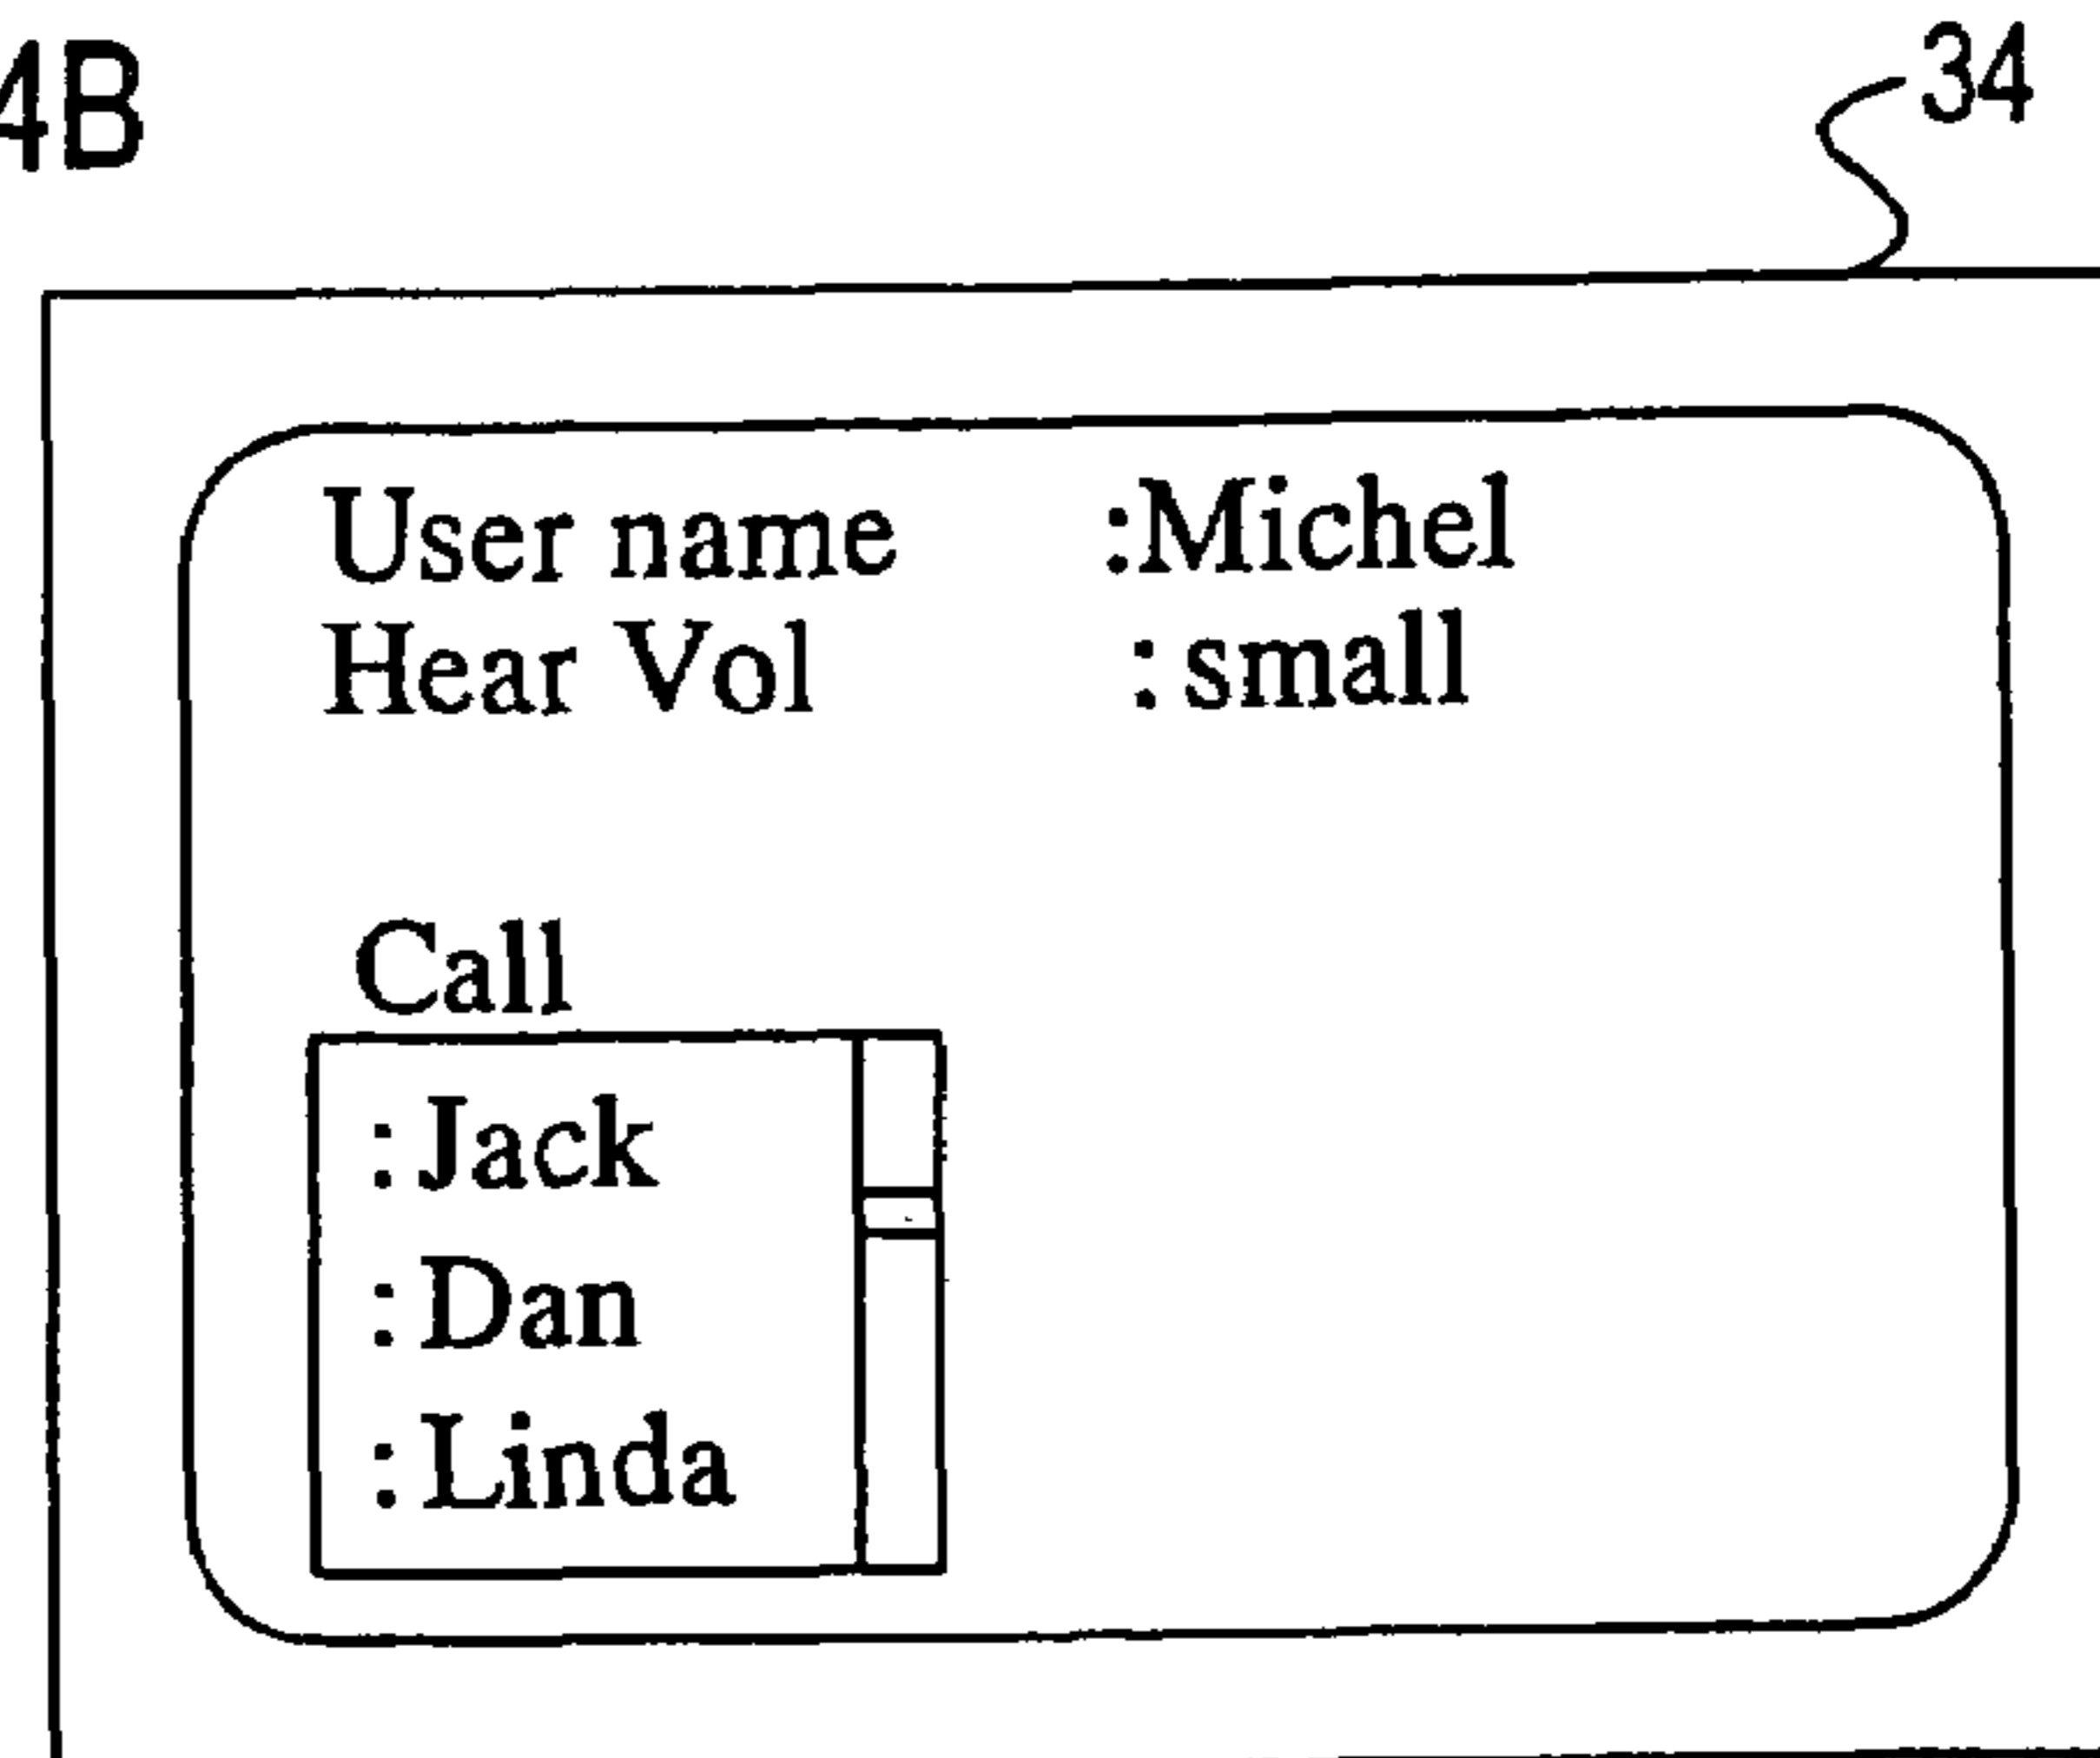 4B
34
User name :Michel
Hear Vol :small
Call
:Jack
:Dan
:Linda